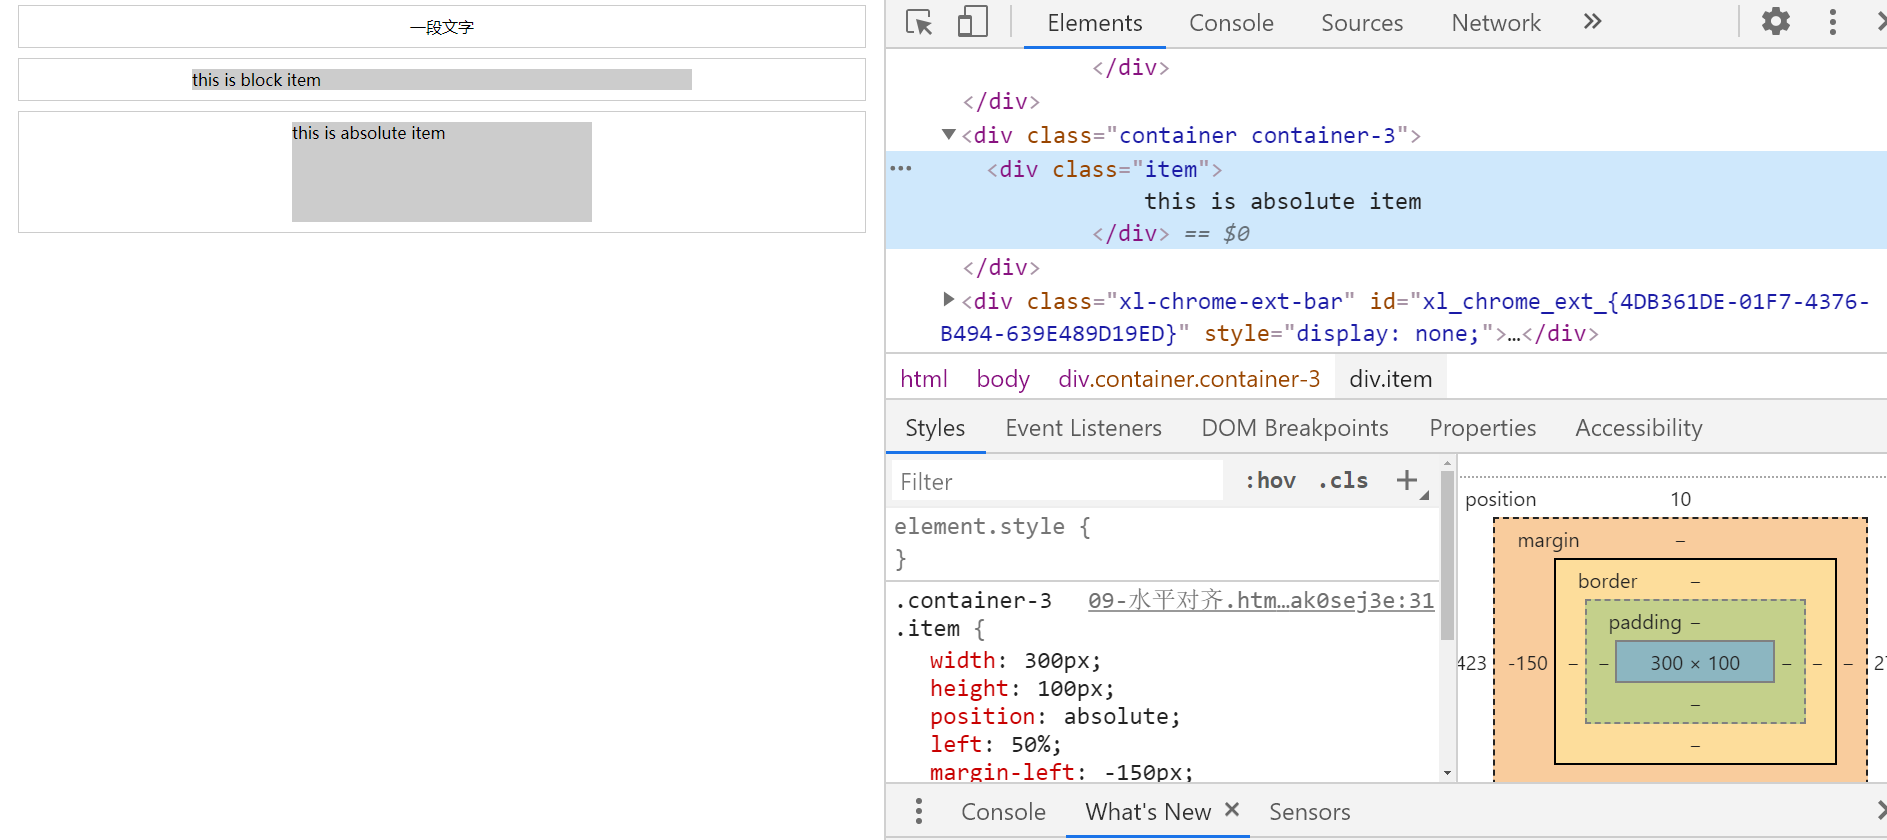 一段文字
this is block item
this is absolute item
Elements Console Sources Network »
</div>
</div>
<div class="container container-3">
<div class="item">
this is absolute item
</div> == $0
</div>
<div class="xl-chrome-ext-bar" id="xl_chrome_ext_{4DB361DE-01F7-4376-
B494-639E489D19ED}" style="display: none;">…</div>
html body div.container.container-3 div.item
Styles Event Listeners DOM Breakpoints Properties Accessibility
Filter :hov .cls +
element.style {
}
.container-3 09-水平对齐.htm…ak0sej3e:31
.item {
width: 300px;
height: 100px;
position: absolute;
left: 50%;
margin-left: -150px;
position 10
margin –
border –
padding –
423 -150 – – 300 × 100 – – –
–
–
Console What's New × Sensors